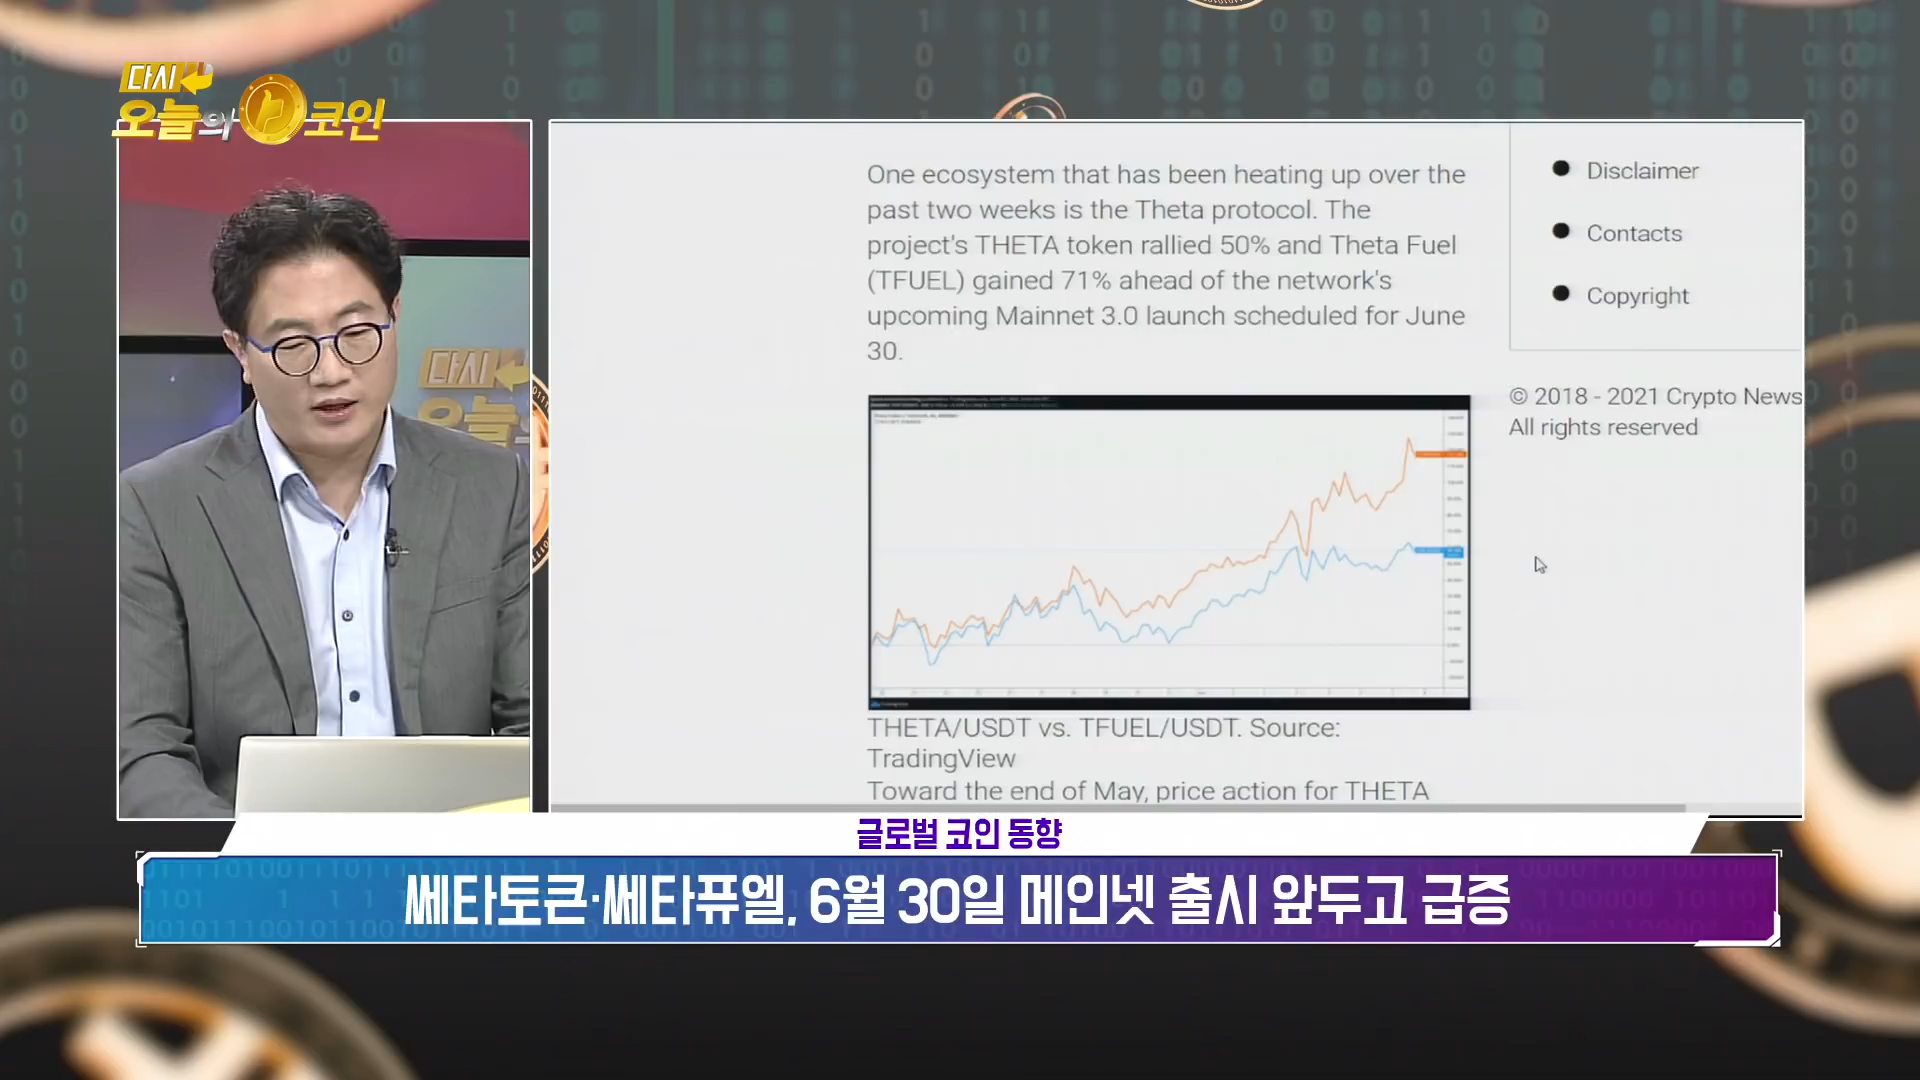 다시
오늘의 코인
다시
One ecosystem that has been heating up over the
past two weeks is the Theta protocol. The
project's THETA token rallied 50% and Theta Fuel
(TFUEL) gained 71% ahead of the network's
upcoming Mainnet 3.0 launch scheduled for June
30.
THETA/USDT vs. TFUEL/USDT. Source:
TradingView
Toward the end of May, price action for THETA
Disclaimer
Contacts
Copyright
© 2018 - 2021 Crypto News
All rights reserved
글로벌 코인 동향
쎄타토큰·쎄타퓨엘, 6월 30일 메인넷 출시 앞두고 급증